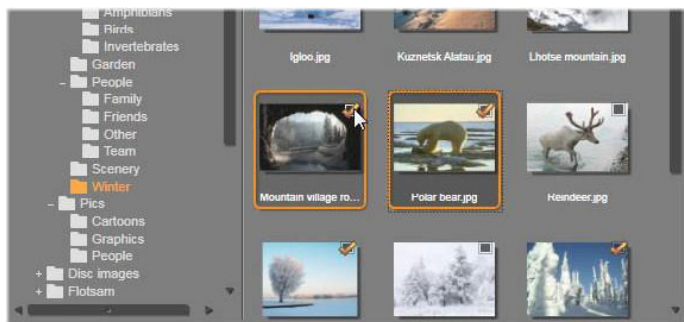 Amphibians
Birds
Invertebrates
Garden
People
Family
Friends
Other
Team
Scenery
Winter
Pics
Cartoons
Graphics
People
Disc images
Flotsam
Igloo.jpg
Kuznetsk Alatau.jpg
Lhotse mountain.jpg
Mountain village ro...
Polar bear.jpg
Reindeer.jpg